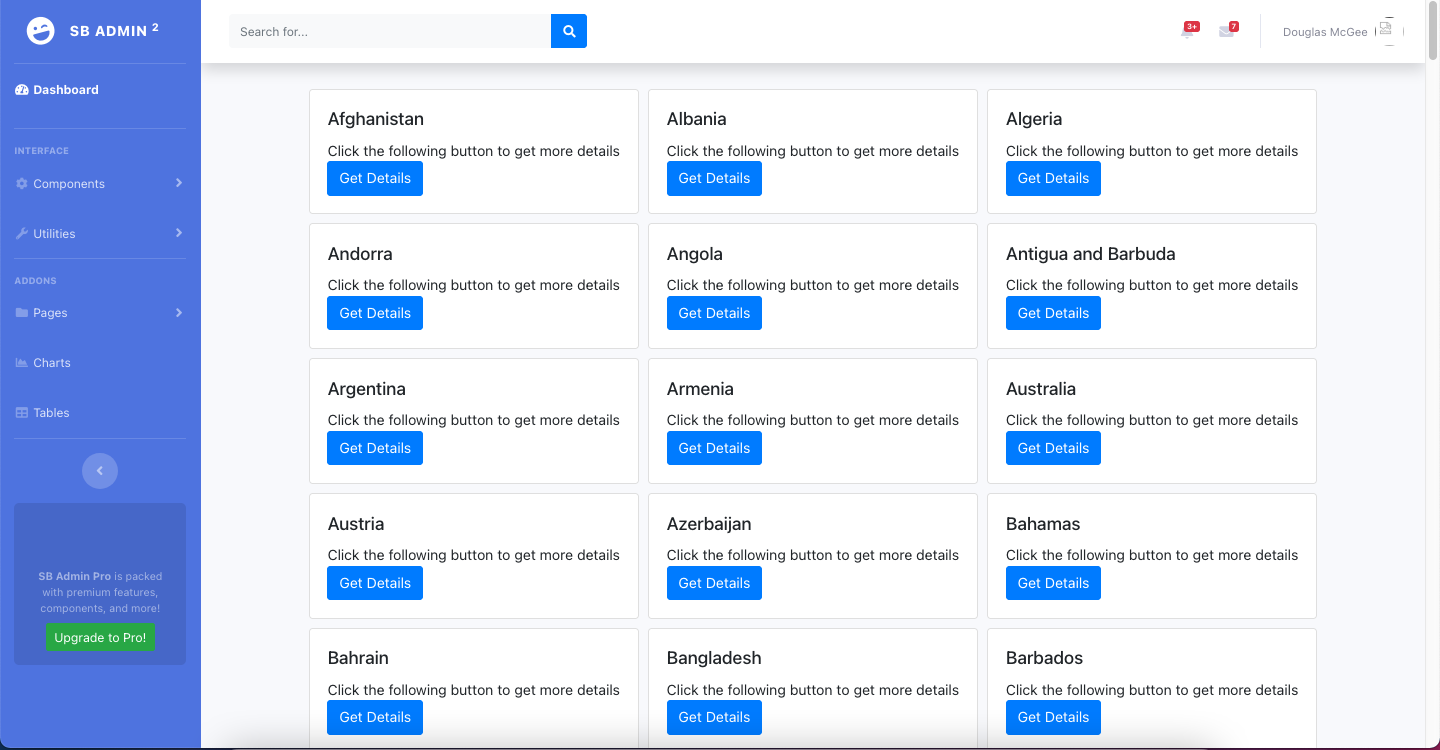 SB ADMIN 2
Dashboard
INTERFACE
Components
Utilities
ADDONS
Pages
Charts
Tables
SB Admin Pro is packed
with premium features,
components, and more!
Upgrade to Pro!
Search for...
3+
7
Douglas McGee
Afghanistan
Click the following button to get more details
Get Details
Albania
Click the following button to get more details
Get Details
Algeria
Click the following button to get more details
Get Details
Andorra
Click the following button to get more details
Get Details
Angola
Click the following button to get more details
Get Details
Antigua and Barbuda
Click the following button to get more details
Get Details
Argentina
Click the following button to get more details
Get Details
Armenia
Click the following button to get more details
Get Details
Australia
Click the following button to get more details
Get Details
Austria
Click the following button to get more details
Get Details
Azerbaijan
Click the following button to get more details
Get Details
Bahamas
Click the following button to get more details
Get Details
Bahrain
Click the following button to get more details
Get Details
Bangladesh
Click the following button to get more details
Get Details
Barbados
Click the following button to get more details
Get Details